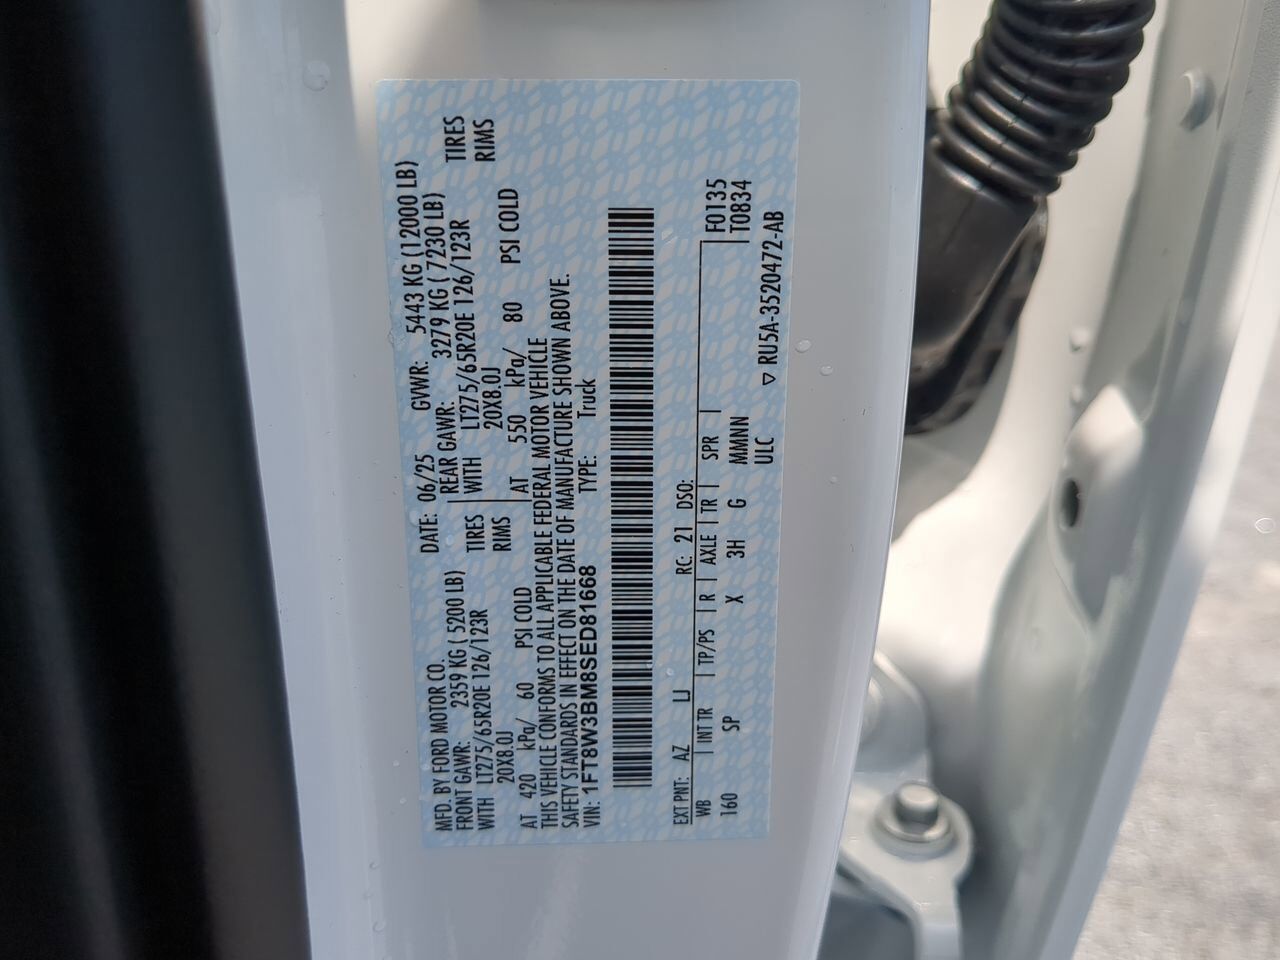 MFD. BY FORD MOTOR CO. DATE: 06/25 GVWR: 5443 KG (12000 LB)
FRONT GAWR: 2359 KG ( 5200 LB) REAR GAWR: 3279 KG ( 7230 LB)
WITH LT275/65R20E 126/123R TIRES WITH LT275/65R20E 126/123R TIRES
20X8.0J RIMS 20X8.0J RIMS
AT 420 kPa/ 60 PSI COLD AT 550 kPa/ 80 PSI COLD
THIS VEHICLE CONFORMS TO ALL APPLICABLE FEDERAL MOTOR VEHICLE
SAFETY STANDARDS IN EFFECT ON THE DATE OF MANUFACTURE SHOWN ABOVE.
VIN: 1FT8W3BM8SED81668 TYPE: Truck
EXT PNT: AZ LJ RC: 21 DSO:
WB | INT TR | TP/PS | R | AXLE | TR | SPR | F0135
160 SP X 3H G MMNN T0834
ULC
▽ RU5A-3520472-AB